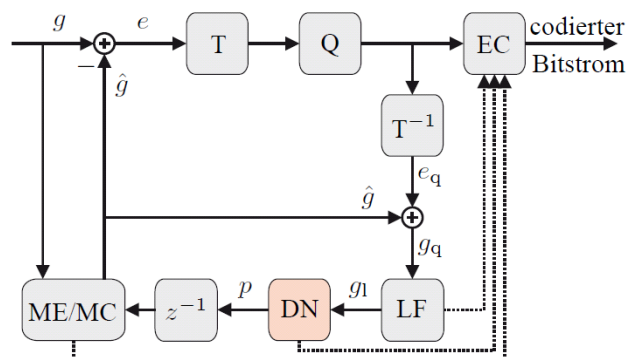 g
e
T
Q
EC
codierter
Bitstrom
−
ĝ
T⁻¹
e_q
ĝ
g_q
ME/MC
z⁻¹
p
DN
g_l
LF